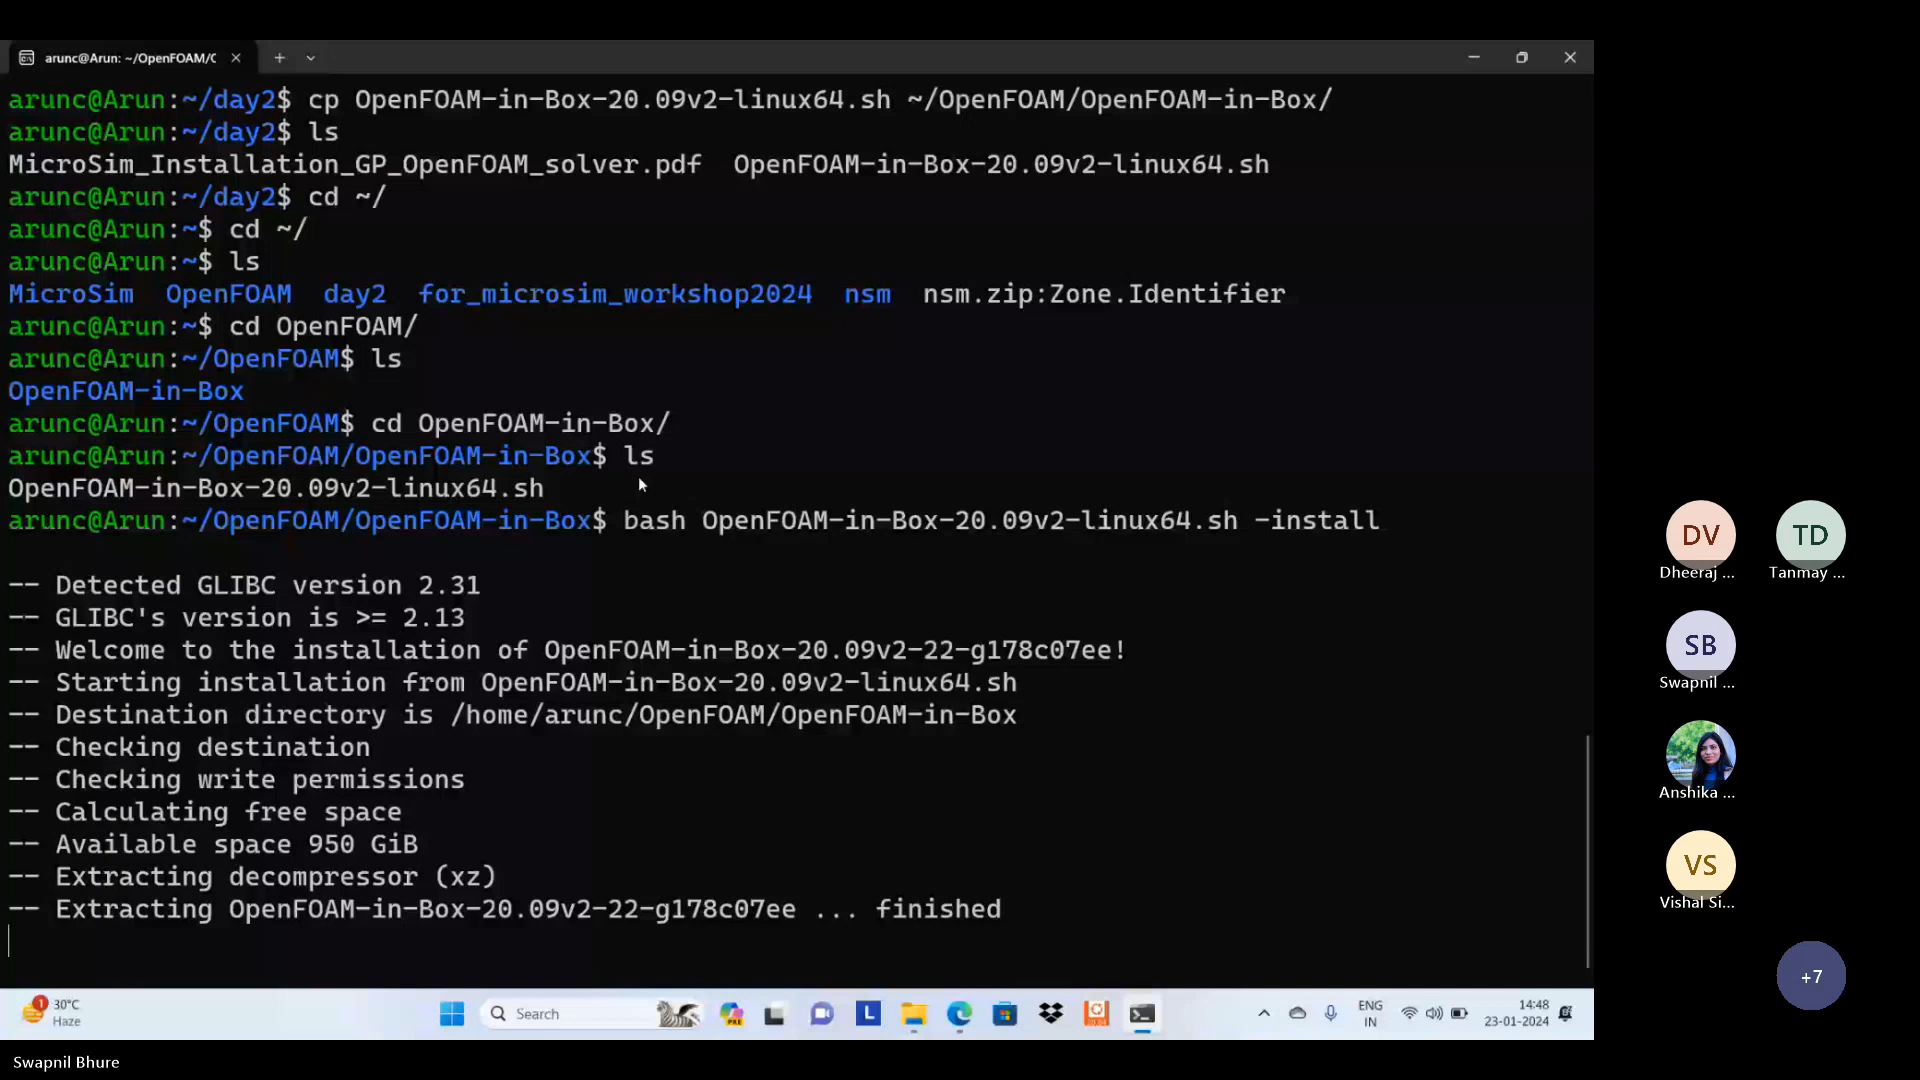 arunc@Arun: ~/OpenFOAM/C
arunc@Arun:~/day2$ cp OpenFOAM-in-Box-20.09v2-linux64.sh ~/OpenFOAM/OpenFOAM-in-Box/
arunc@Arun:~/day2$ ls
MicroSim_Installation_GP_OpenFOAM_solver.pdf  OpenFOAM-in-Box-20.09v2-linux64.sh
arunc@Arun:~/day2$ cd ~/
arunc@Arun:~$ cd ~/
arunc@Arun:~$ ls
MicroSim  OpenFOAM  day2  for_microsim_workshop2024  nsm  nsm.zip:Zone.Identifier
arunc@Arun:~$ cd OpenFOAM/
arunc@Arun:~/OpenFOAM$ ls
OpenFOAM-in-Box
arunc@Arun:~/OpenFOAM$ cd OpenFOAM-in-Box/
arunc@Arun:~/OpenFOAM/OpenFOAM-in-Box$ ls
OpenFOAM-in-Box-20.09v2-linux64.sh
arunc@Arun:~/OpenFOAM/OpenFOAM-in-Box$ bash OpenFOAM-in-Box-20.09v2-linux64.sh -install
-- Detected GLIBC version 2.31
-- GLIBC's version is >= 2.13
-- Welcome to the installation of OpenFOAM-in-Box-20.09v2-22-g178c07ee!
-- Starting installation from OpenFOAM-in-Box-20.09v2-linux64.sh
-- Destination directory is /home/arunc/OpenFOAM/OpenFOAM-in-Box
-- Checking destination
-- Checking write permissions
-- Calculating free space
-- Available space 950 GiB
-- Extracting decompressor (xz)
-- Extracting OpenFOAM-in-Box-20.09v2-22-g178c07ee ... finished
DV
Dheeraj ...
TD
Tanmay ...
SB
Swapnil ...
Anshika ...
VS
Vishal Si...
+7
1
30°C
Haze
Search
PRE
L
ENG
IN
14:48
23-01-2024
Swapnil Bhure